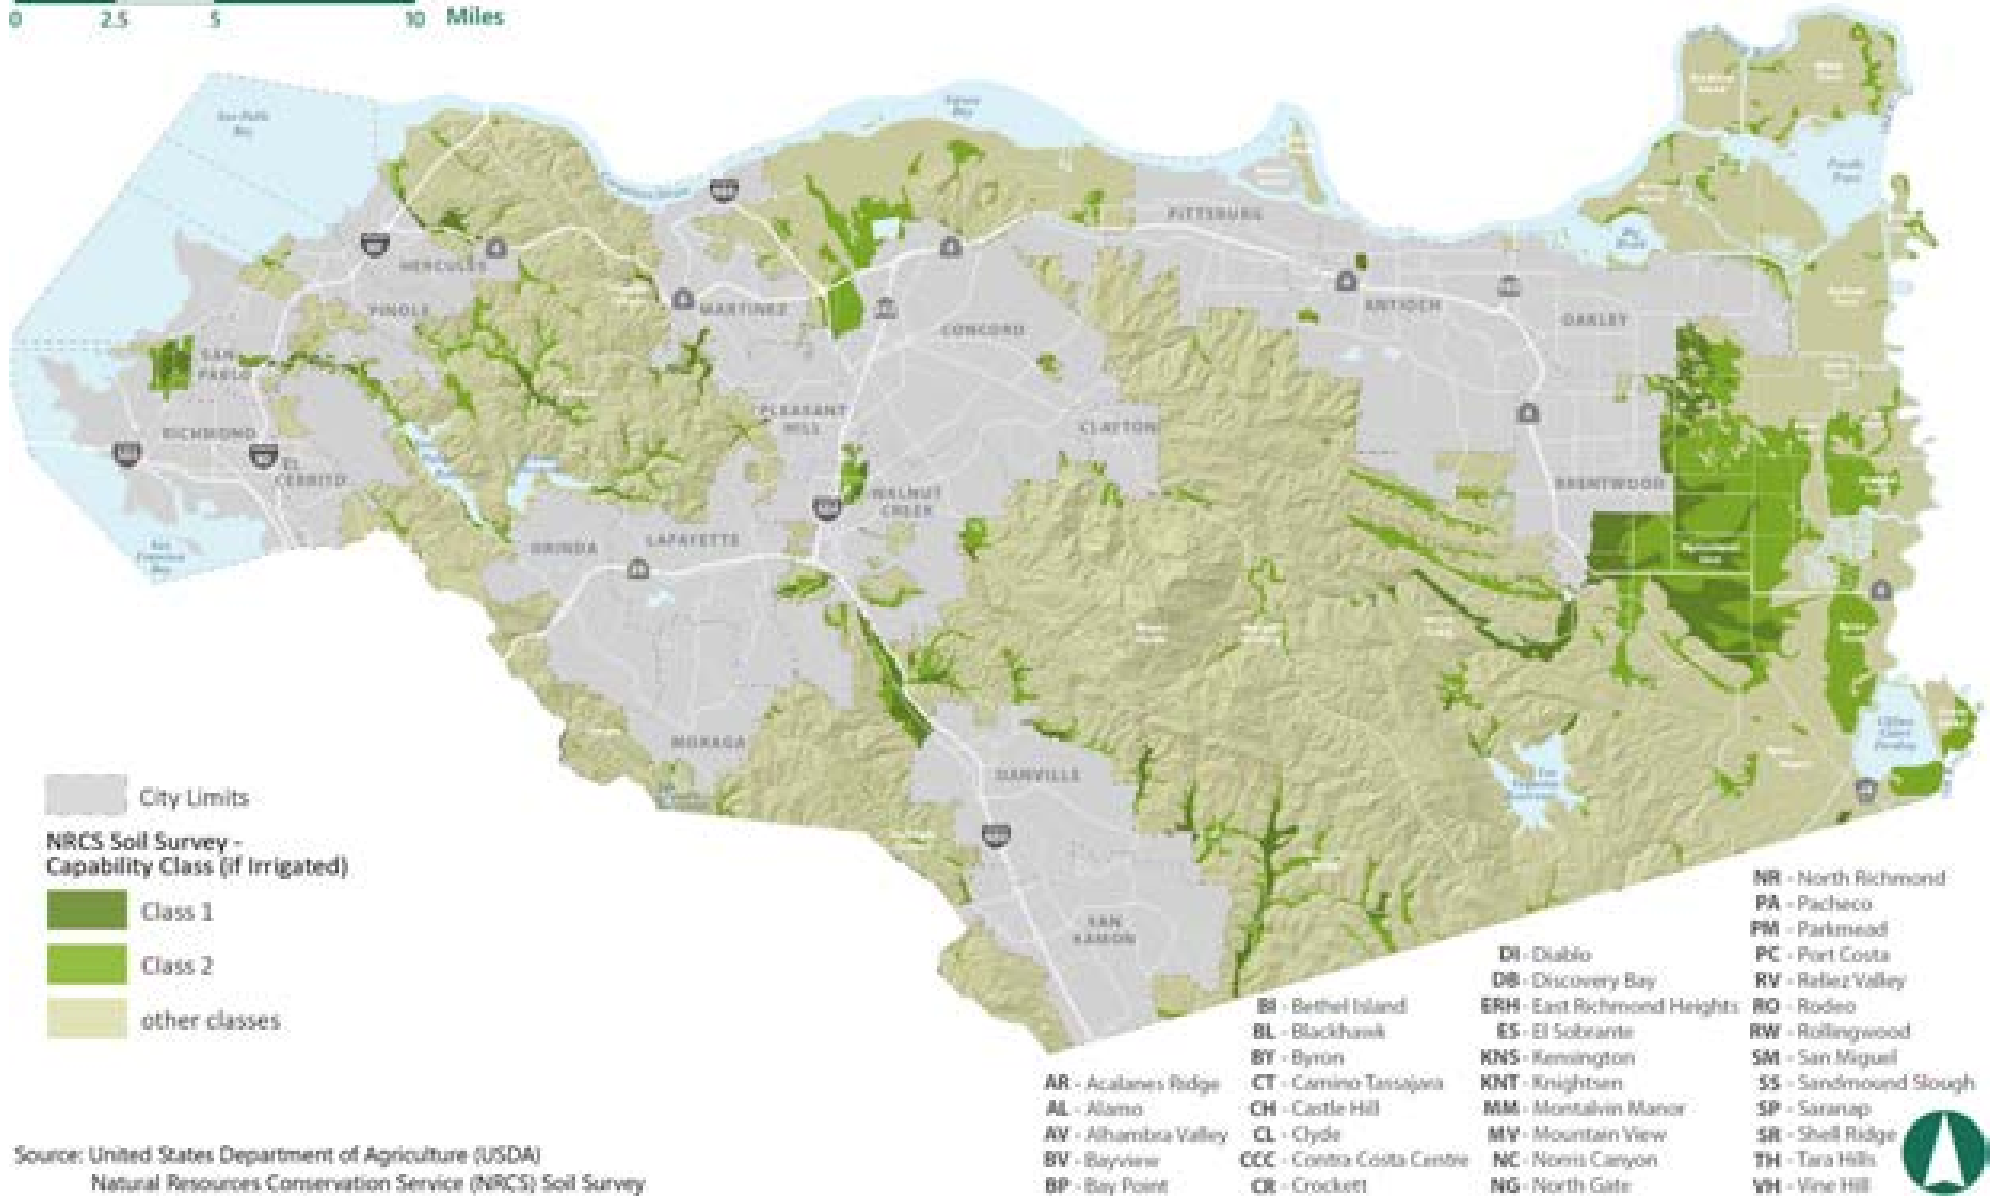 0 2.5 5 10 Miles
San Pablo
Bay
Suisun
Bay
PITTSBURG
HERCULES
PINOLE
MARTINEZ
CONCORD
ANTIOCH
OAKLEY
SAN
PABLO
RICHMOND
EL
CERRITO
PLEASANT
HILL
CLAYTON
WALNUT
CREEK
BRENTWOOD
ORINDA
LAFAYETTE
San
Francisco
Bay
MORAGA
DANVILLE
SAN
RAMON
City Limits
NRCS Soil Survey -
Capability Class (if Irrigated)
Class 1
Class 2
other classes
AR - Acalanes Ridge
AL - Alamo
AV - Alhambra Valley
BV - Bayview
BP - Bay Point
BI - Bethel Island
BL - Blackhawk
BY - Byron
CT - Camino Tassajara
CH - Castle Hill
CL - Clyde
CCC - Contra Costa Centre
CR - Crockett
DI - Diablo
DB - Discovery Bay
ERH - East Richmond Heights
ES - El Sobrante
KNS - Kensington
KNT - Knightsen
MM - Montalvin Manor
MV - Mountain View
NC - Norris Canyon
NG - North Gate
NR - North Richmond
PA - Pacheco
PM - Parkmead
PC - Port Costa
RV - Reliez Valley
RO - Rodeo
RW - Rollingwood
SM - San Miguel
SS - Sandmound Slough
SP - Saranap
SR - Shell Ridge
TH - Tara Hills
VH - Vine Hill
Source: United States Department of Agriculture (USDA)
Natural Resources Conservation Service (NRCS) Soil Survey